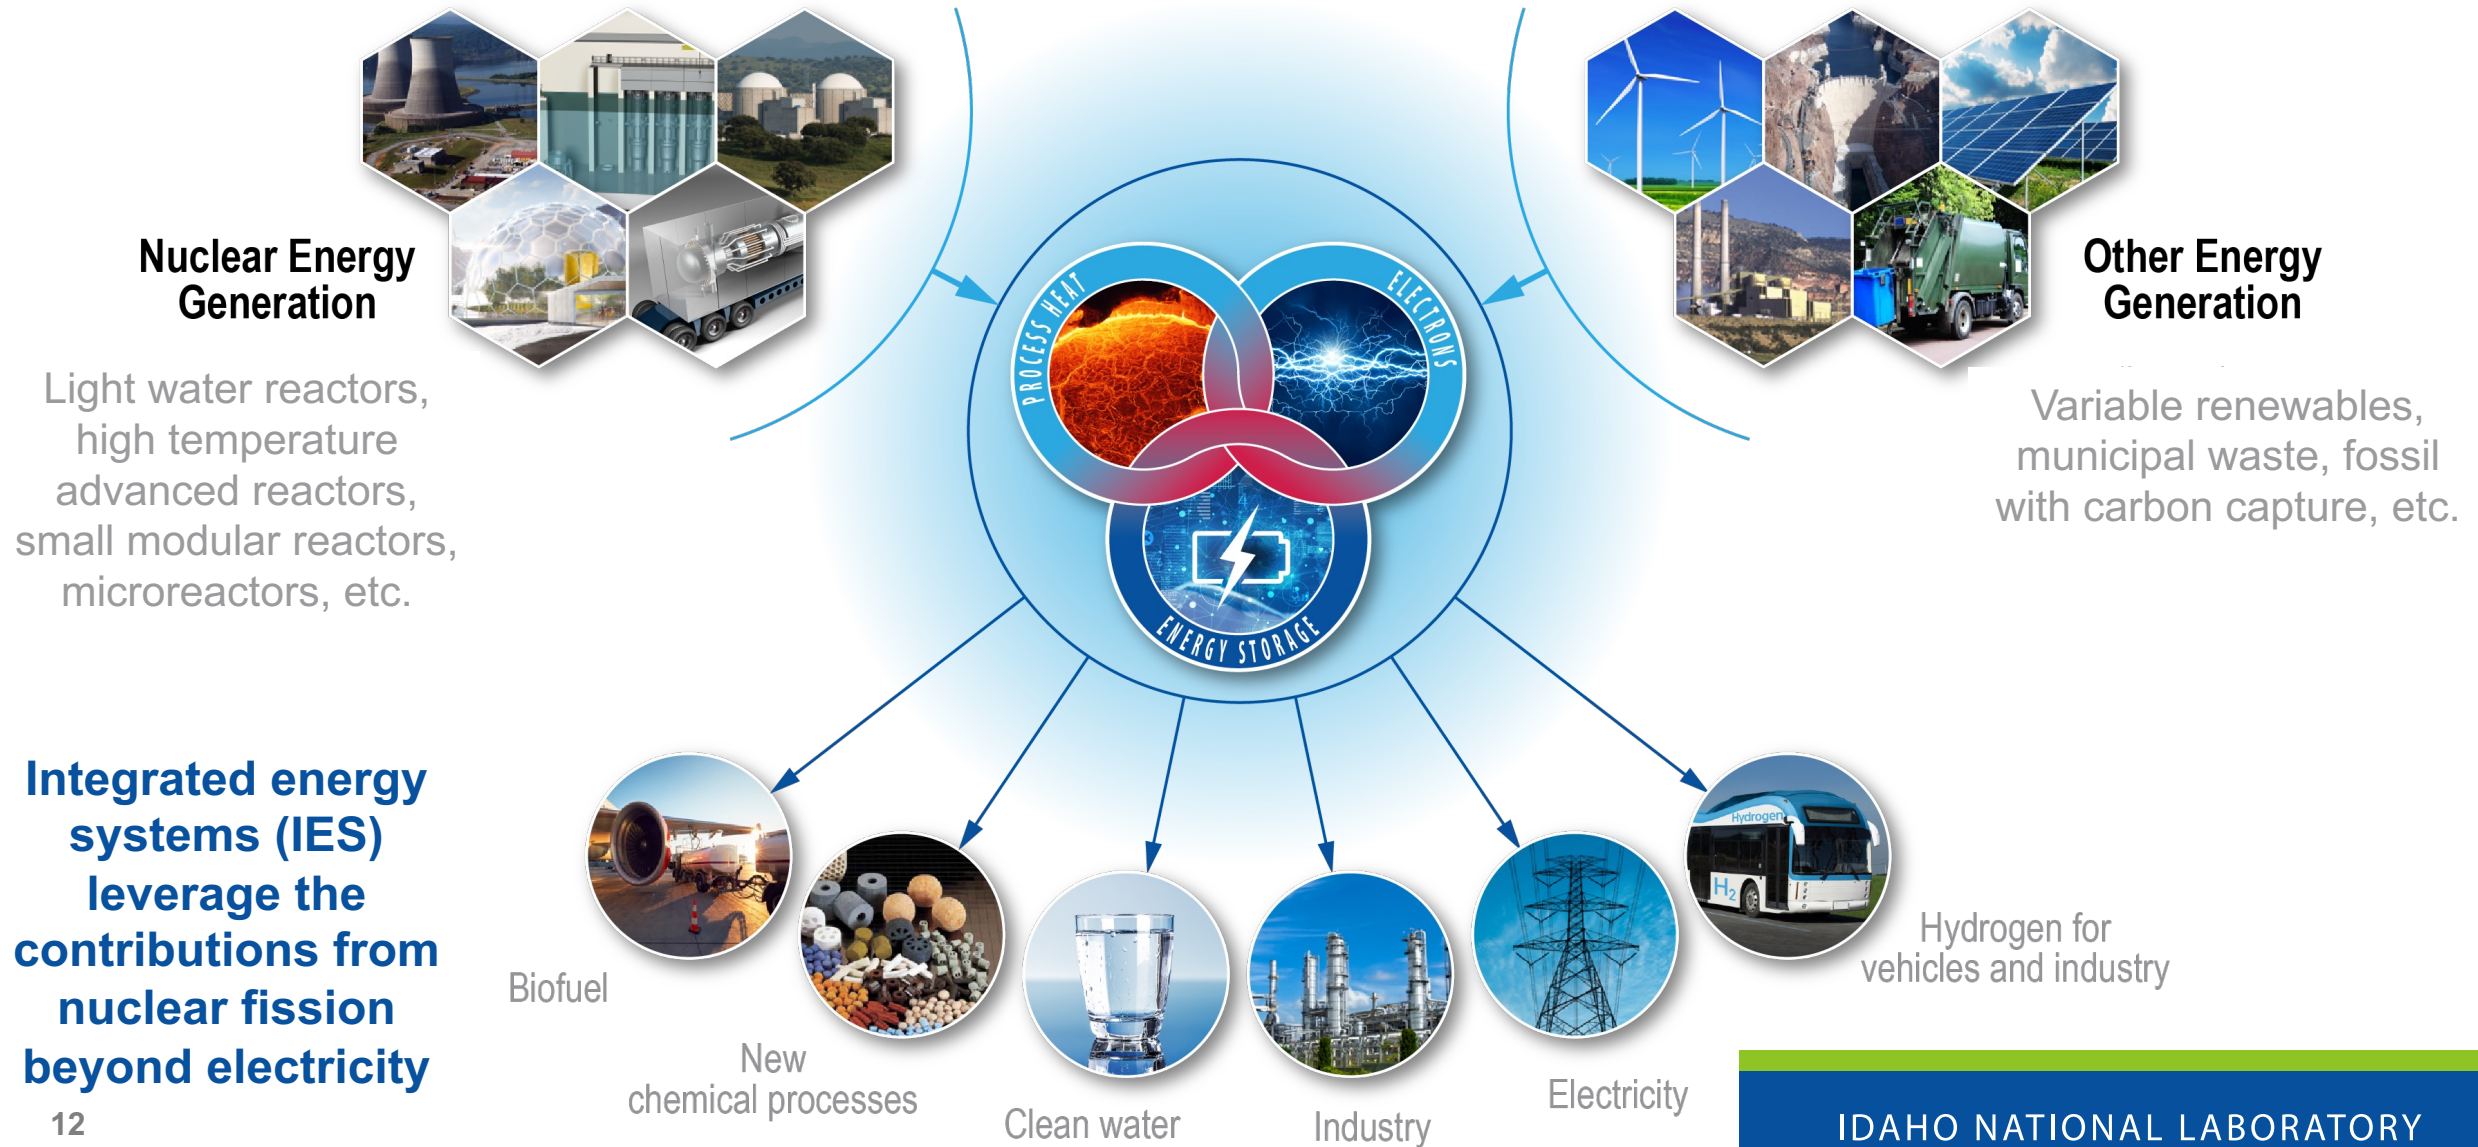 Nuclear Energy
Generation
Light water reactors,
high temperature
advanced reactors,
small modular reactors,
microreactors, etc.
Other Energy
Generation
Variable renewables,
municipal waste, fossil
with carbon capture, etc.
PROCESS HEAT
ELECTRONS
ENERGY STORAGE
Integrated energy
systems (IES)
leverage the
contributions from
nuclear fission
beyond electricity
Biofuel
New
chemical processes
Clean water
Industry
Electricity
Hydrogen
H2
Hydrogen for
vehicles and industry
12
IDAHO NATIONAL LABORATORY